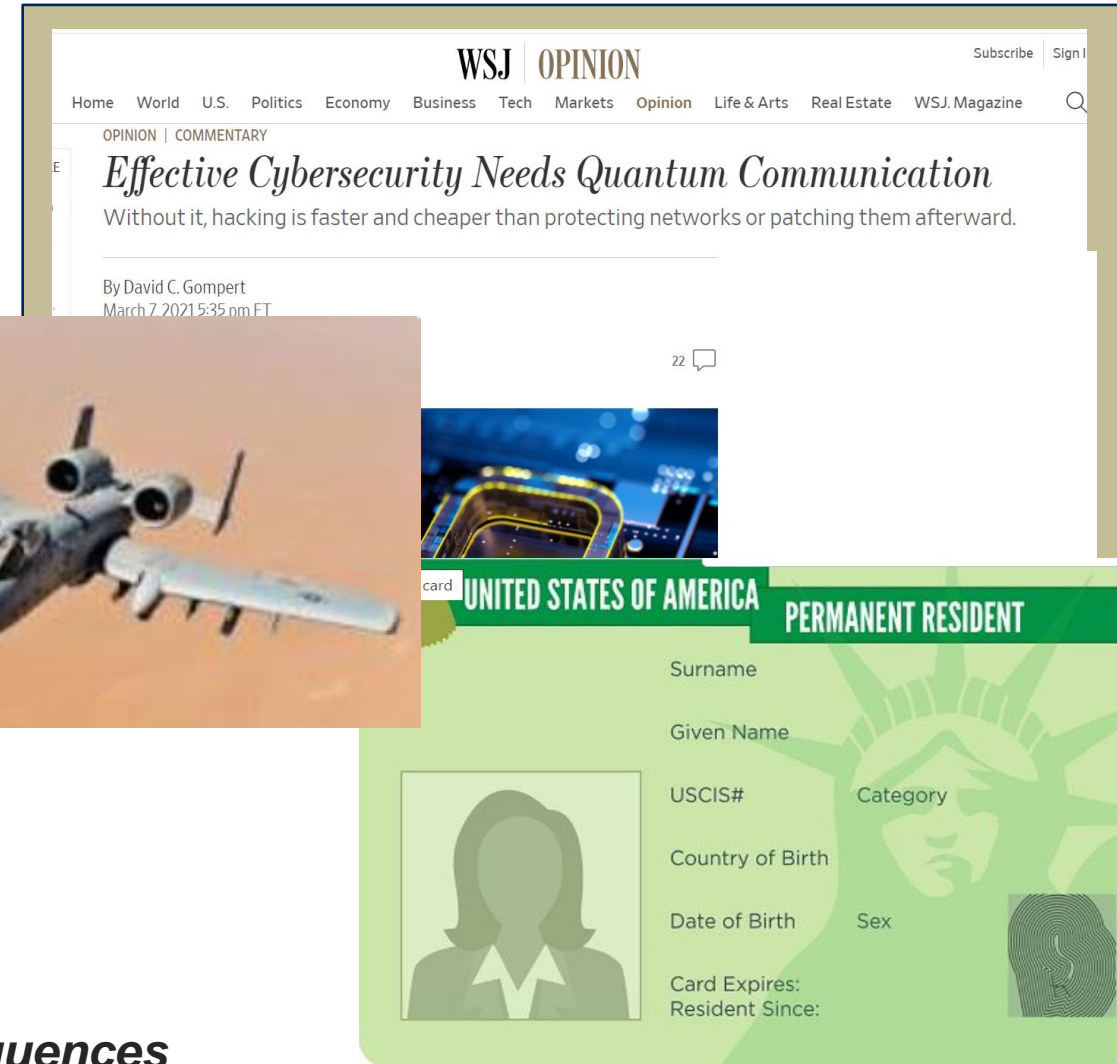 WSJ OPINION
Subscribe
Home World U.S. Politics Economy Business Tech Markets Opinion Life & Arts Real Estate WSJ. Magazine
OPINION | COMMENTARY
Effective Cybersecurity Needs Quantum Communication
Without it, hacking is faster and cheaper than protecting networks or patching them afterward.
By David C. Gompert
March 7, 2021 5:35 pm ET
22
card
UNITED STATES OF AMERICA
PERMANENT RESIDENT
Surname
Given Name
USCIS# Category
Country of Birth
Date of Birth Sex
Card Expires:
Resident Since: